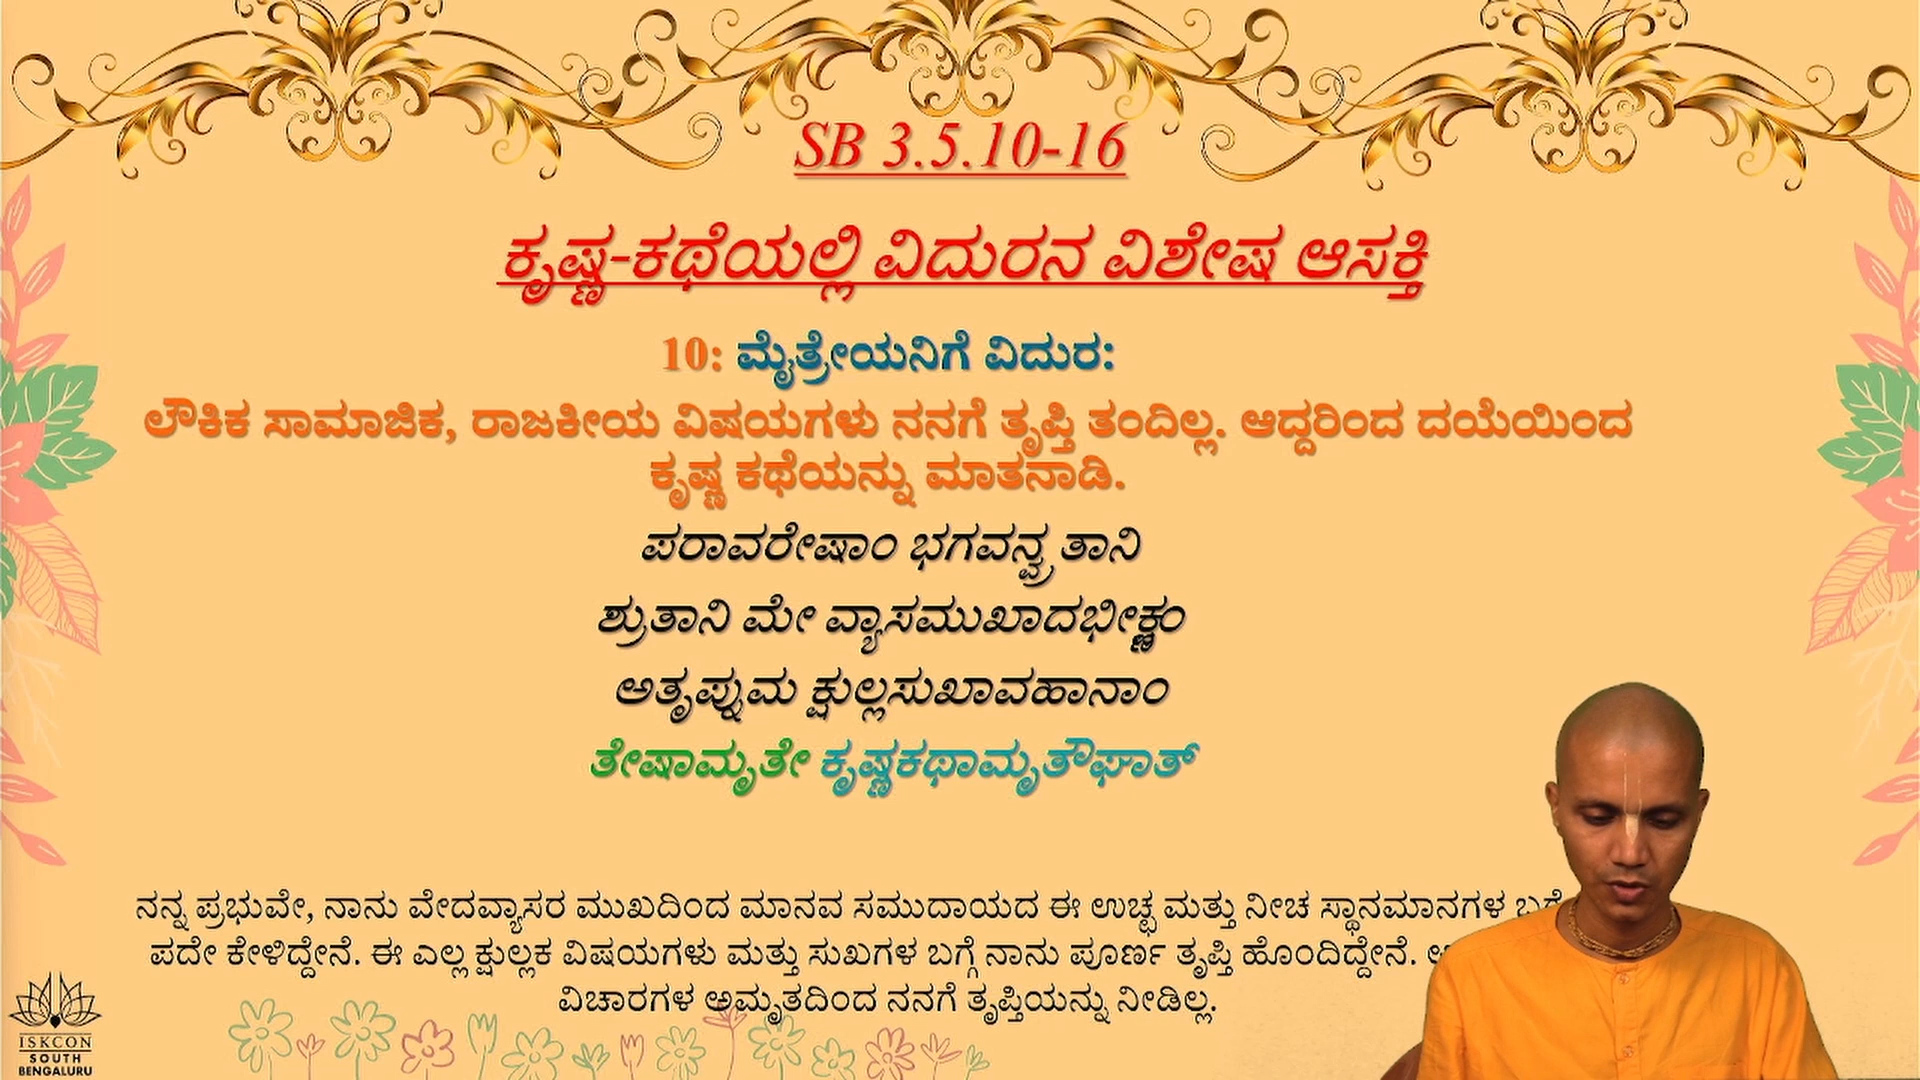 SB 3.5.10-16
ಕೃಷ್ಣ-ಕಥೆಯಲ್ಲಿ ವಿದುರನ ವಿಶೇಷ ಆಸಕ್ತಿ
10: ಮೈತ್ರೇಯನಿಗೆ ವಿದುರ:
ಲೌಕಿಕ ಸಾಮಾಜಿಕ, ರಾಜಕೀಯ ವಿಷಯಗಳು ನನಗೆ ತೃಪ್ತಿ ತಂದಿಲ್ಲ. ಆದ್ದರಿಂದ ದಯೆಯಿಂದ
ಕೃಷ್ಣ ಕಥೆಯನ್ನು ಮಾತನಾಡಿ.
ಪರಾವರೇಷಾಂ ಭಗವನ್ವ್ರತಾನಿ
ಶ್ರುತಾನಿ ಮೇ ವ್ಯಾಸಮುಖಾದಭೀಕ್ಷ್ಣಂ
ಅತೃಪ್ನುಮ ಕ್ಷುಲ್ಲಸುಖಾವಹಾನಾಂ
ತೇಷಾಮೃತೇ ಕೃಷ್ಣಕಥಾಮೃತೌಘಾತ್
ನನ್ನ ಪ್ರಭುವೇ, ನಾನು ವೇದವ್ಯಾಸರ ಮುಖದಿಂದ ಮಾನವ ಸಮುದಾಯದ ಈ ಉಚ್ಛ ಮತ್ತು ನೀಚ ಸ್ಥಾನಮಾನಗಳ ಬಗ್ಗೆ
ಪದೇ ಕೇಳಿದ್ದೇನೆ. ಈ ಎಲ್ಲ ಕ್ಷುಲ್ಲಕ ವಿಷಯಗಳು ಮತ್ತು ಸುಖಗಳ ಬಗ್ಗೆ ನಾನು ಪೂರ್ಣ ತೃಪ್ತಿ ಹೊಂದಿದ್ದೇನೆ.
ವಿಚಾರಗಳ ಅಮೃತದಿಂದ ನನಗೆ ತೃಪ್ತಿಯನ್ನು ನೀಡಿಲ್ಲ.
ISKCON
SOUTH
BENGALURU